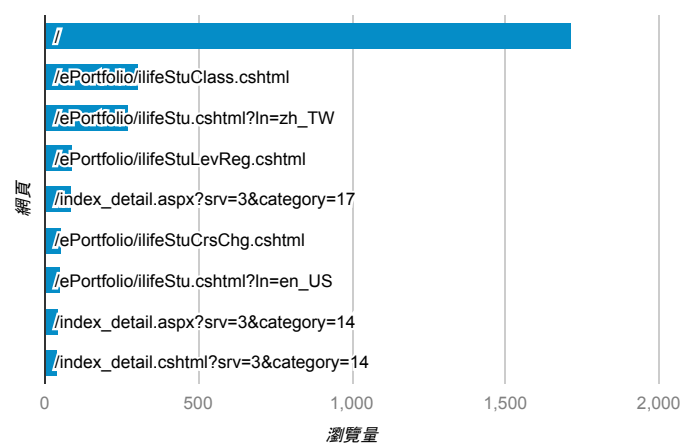 /
/ePortfolio/ilifeStuClass.cshtml
/ePortfolio/ilifeStu.cshtml?ln=zh_TW
/ePortfolio/ilifeStuLevReg.cshtml
/index_detail.aspx?srv=3&category=17
/ePortfolio/ilifeStuCrsChg.cshtml
/ePortfolio/ilifeStu.cshtml?ln=en_US
/index_detail.aspx?srv=3&category=14
/index_detail.cshtml?srv=3&category=14
網頁
0 500 1,000 1,500 2,000
瀏覽量